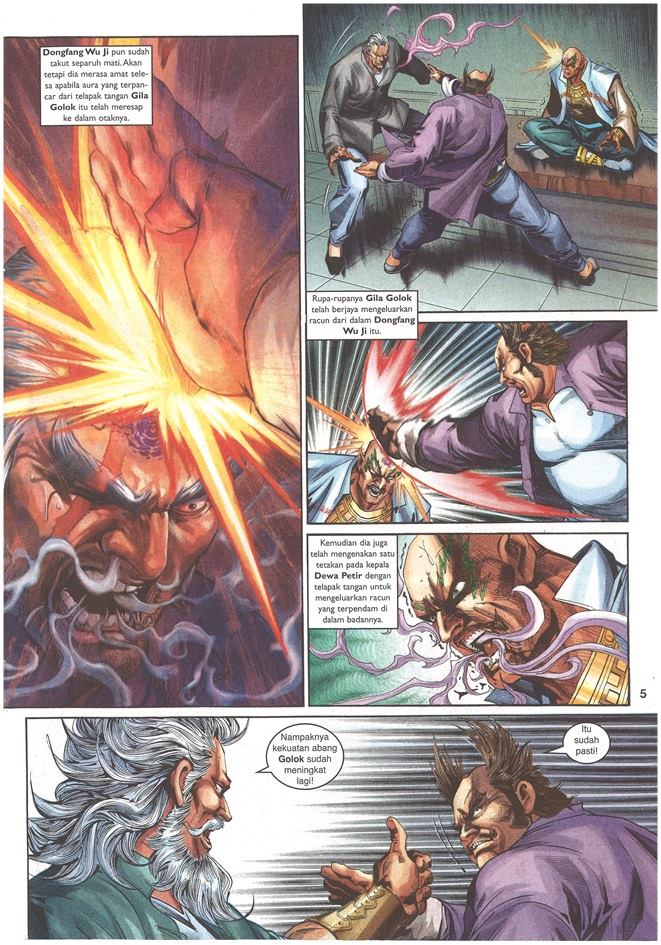 Dongfang Wu Ji pun sudah
takut separuh mati. Akan
tetapi dia merasa amat sele-
sa apabila aura yang terpan-
car dari telapak tangan Gila
Golok itu telah meresap
ke dalam otaknya.
Rupa-rupanya Gila Golok
telah berjaya mengeluarkan
racun dari dalam Dongfang
Wu Ji itu.
Kemudian dia juga
telah mengenakan satu
tetakan pada kepala
Dewa Petir dengan
telapak tangan untuk
mengeluarkan racun
yang terpendam di
dalam badannya.
5
Nampaknya
kekuatan abang
Golok sudah
meningkat
lagi!
Itu
sudah
pasti!